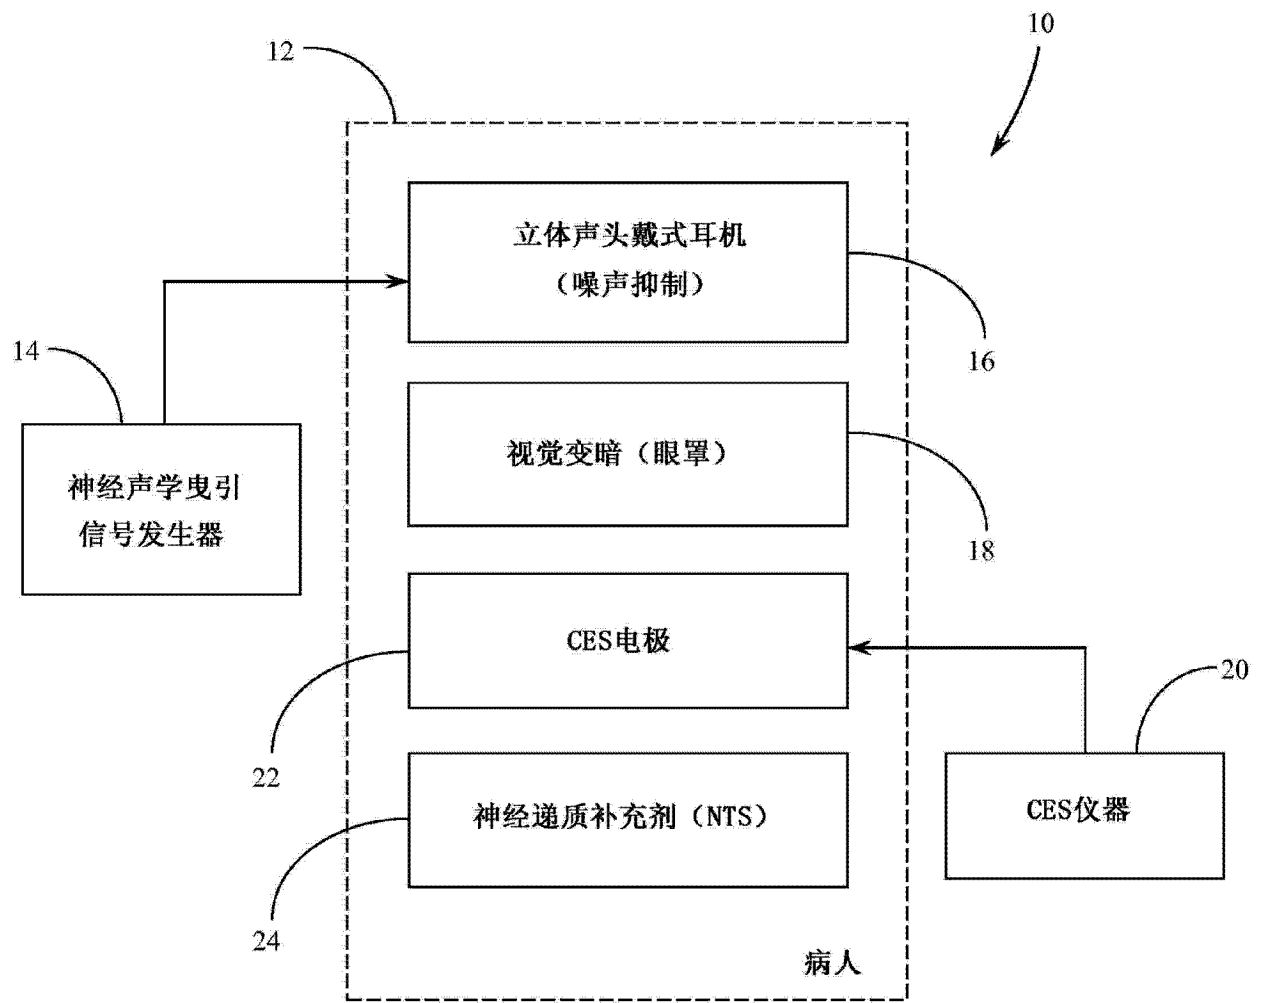 10
12
立体声头戴式耳机
（噪声抑制）
14
16
视觉变暗（眼罩）
神经声学曳引
信号发生器
18
CES电极
20
22
神经递质补充剂（NTS）
CES仪器
24
病人